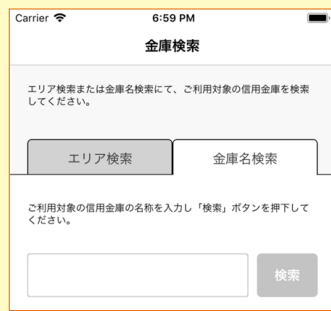 Carrier 6:59 PM
金庫検索
エリア検索または金庫名検索にて、ご利用対象の信用金庫を検索
してください。
エリア検索 金庫名検索
ご利用対象の信用金庫の名称を入力し「検索」ボタンを押下して
ください。
検索